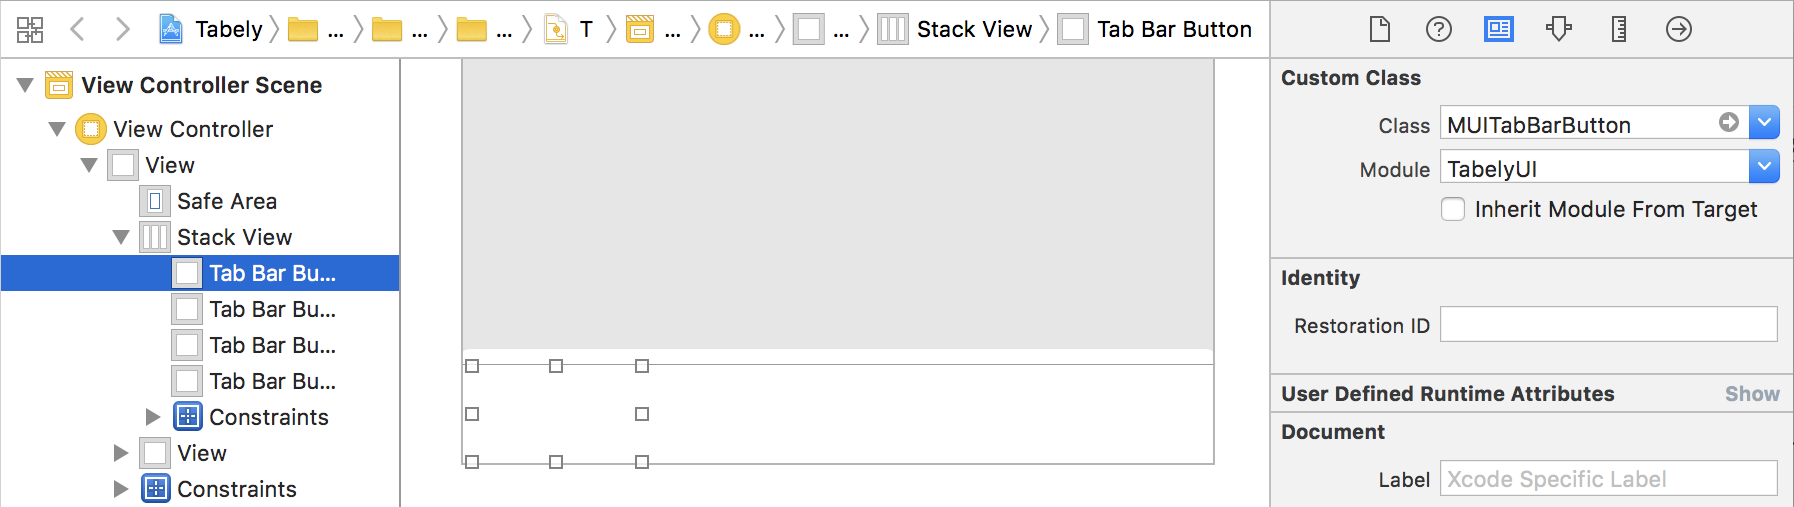 Tabely ... ... ... T ... ... ... Stack View Tab Bar Button
View Controller Scene
View Controller
View
Safe Area
Stack View
Tab Bar Bu...
Tab Bar Bu...
Tab Bar Bu...
Tab Bar Bu...
Constraints
View
Constraints
Custom Class
Class MUITabBarButton
Module TabelyUI
Inherit Module From Target
Identity
Restoration ID
User Defined Runtime Attributes Show
Document
Label Xcode Specific Label